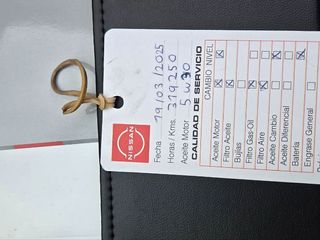 NISSAN
Fecha 19/03/2025
Horas / Kms. 319250
Aceite Motor 5W30
CALIDAD DE SERVICIO
CAMBIO NIVEL
Aceite Motor
Filtro Aceite
Bujías
Filtro Gas-Oil
Filtro Aire
Aceite Cambio
Aceite Diferencial
Batería
Engrase General